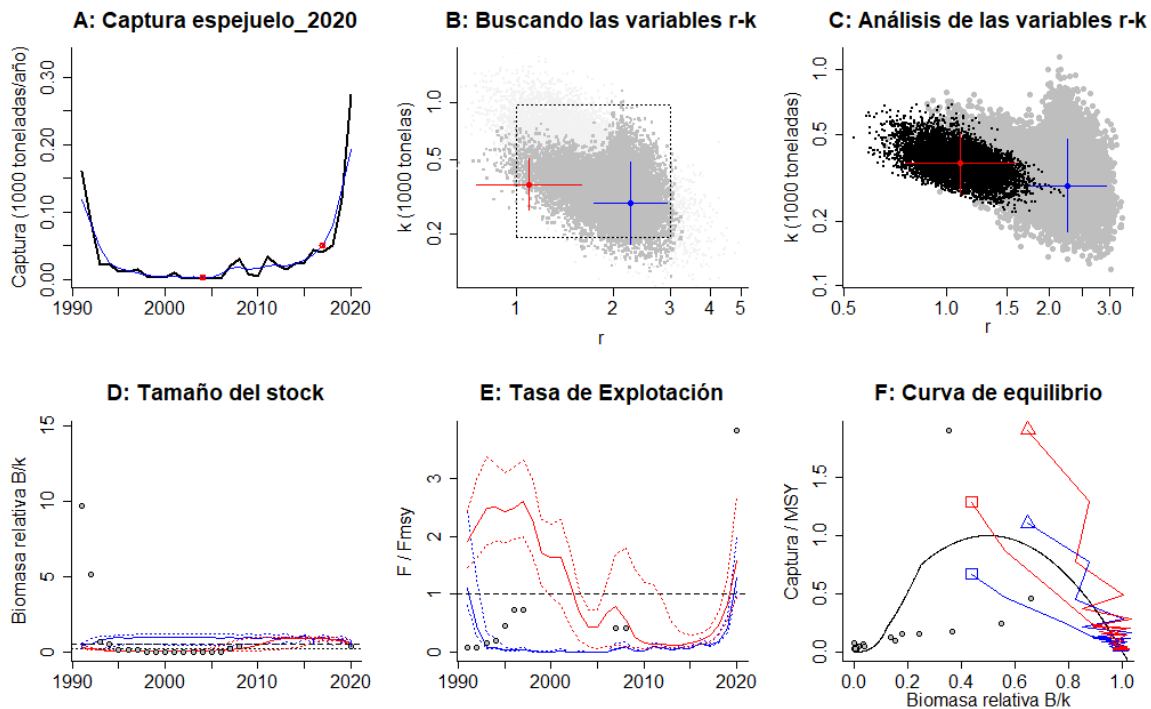 A: Captura espejuelo_2020
Captura (1000 toneladas/año)
0.00 0.10 0.20 0.30
1990 2000 2010 2020
B: Buscando las variables r-k
k (1000 tonelas)
0.2 0.5 1.0
1 2 3 4 5
r
C: Análisis de las variables r-k
k (1000 toneladas)
0.1 0.2 0.5 1.0
0.5 1.0 1.5 2.0 3.0
r
D: Tamaño del stock
Biomasa relativa B/k
0 5 10 15
1990 2000 2010 2020
E: Tasa de Explotación
F / Fmsy
0 1 2 3
1990 2000 2010 2020
F: Curva de equilibrio
Captura / MSY
0.0 0.5 1.0 1.5
0.0 0.2 0.4 0.6 0.8 1.0
Biomasa relativa B/k